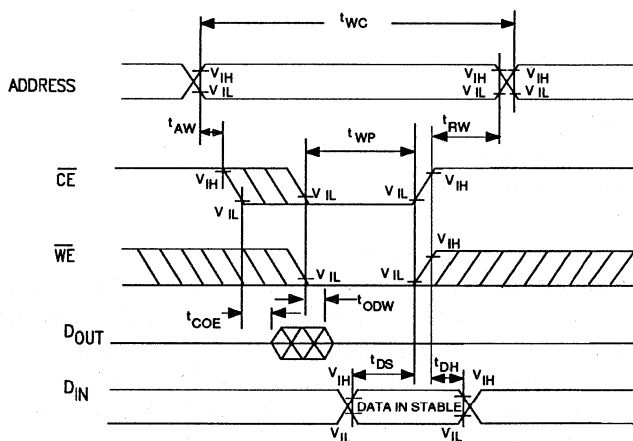 tWC
ADDRESS
VIH VIH VIH
VIL VIL VIL
tAW tWP tRW
CE
VIH VIH
VIL VIL VIL
WE
VIH
VIL VIL
tCOE tODW
DOUT
tDS tDH
DIN
VIH VIH
DATA IN STABLE
VIL VIL